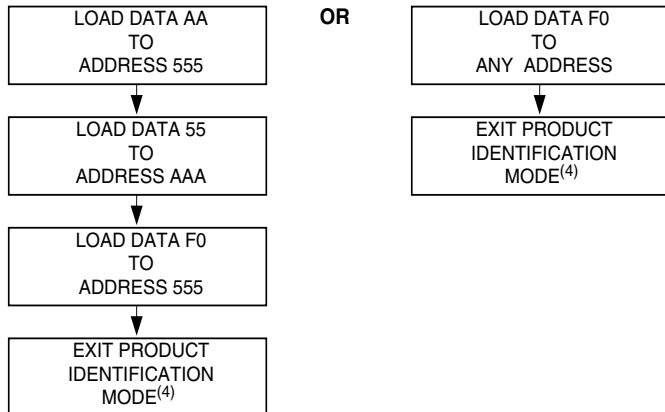 LOAD DATA AA
TO
ADDRESS 555
LOAD DATA 55
TO
ADDRESS AAA
LOAD DATA F0
TO
ADDRESS 555
EXIT PRODUCT
IDENTIFICATION
MODE(4)
OR
LOAD DATA F0
TO
ANY ADDRESS
EXIT PRODUCT
IDENTIFICATION
MODE(4)